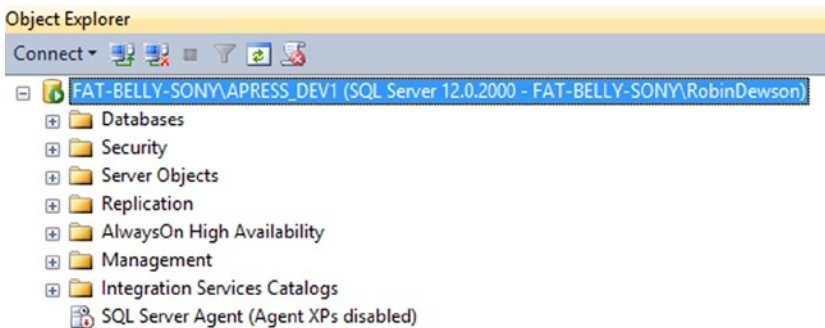 Object Explorer
Connect
FAT-BELLY-SONY\APRESS_DEV1 (SQL Server 12.0.2000 - FAT-BELLY-SONY\RobinDewson)
Databases
Security
Server Objects
Replication
AlwaysOn High Availability
Management
Integration Services Catalogs
SQL Server Agent (Agent XPs disabled)